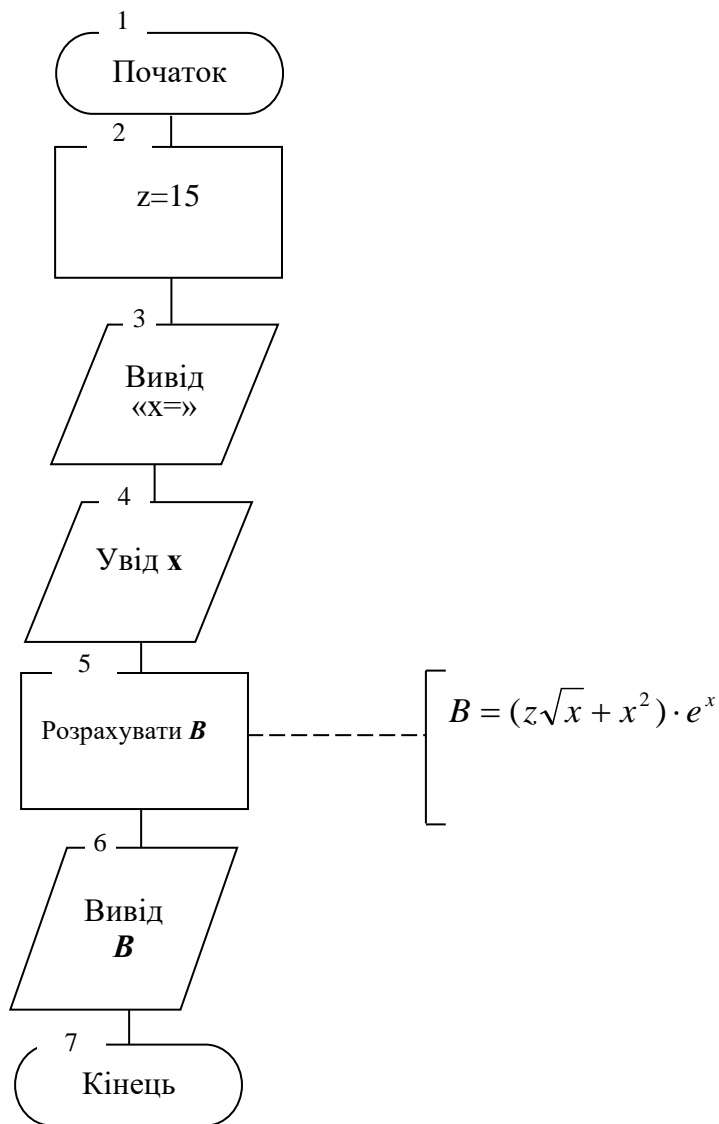 1
Початок
2
z=15
3
Вивід
«x=»
4
Увід x
5
Розрахувати B
B = (z√x + x²) · eˣ
6
Вивід
B
7
Кінець